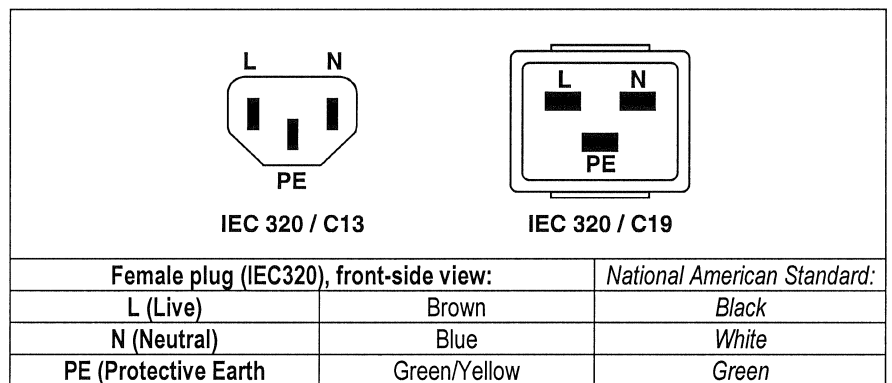 L N
PE
IEC 320 / C13
L N
PE
IEC 320 / C19
Female plug (IEC320), front-side view: National American Standard:
L (Live) Brown Black
N (Neutral) Blue White
PE (Protective Earth Green/Yellow Green